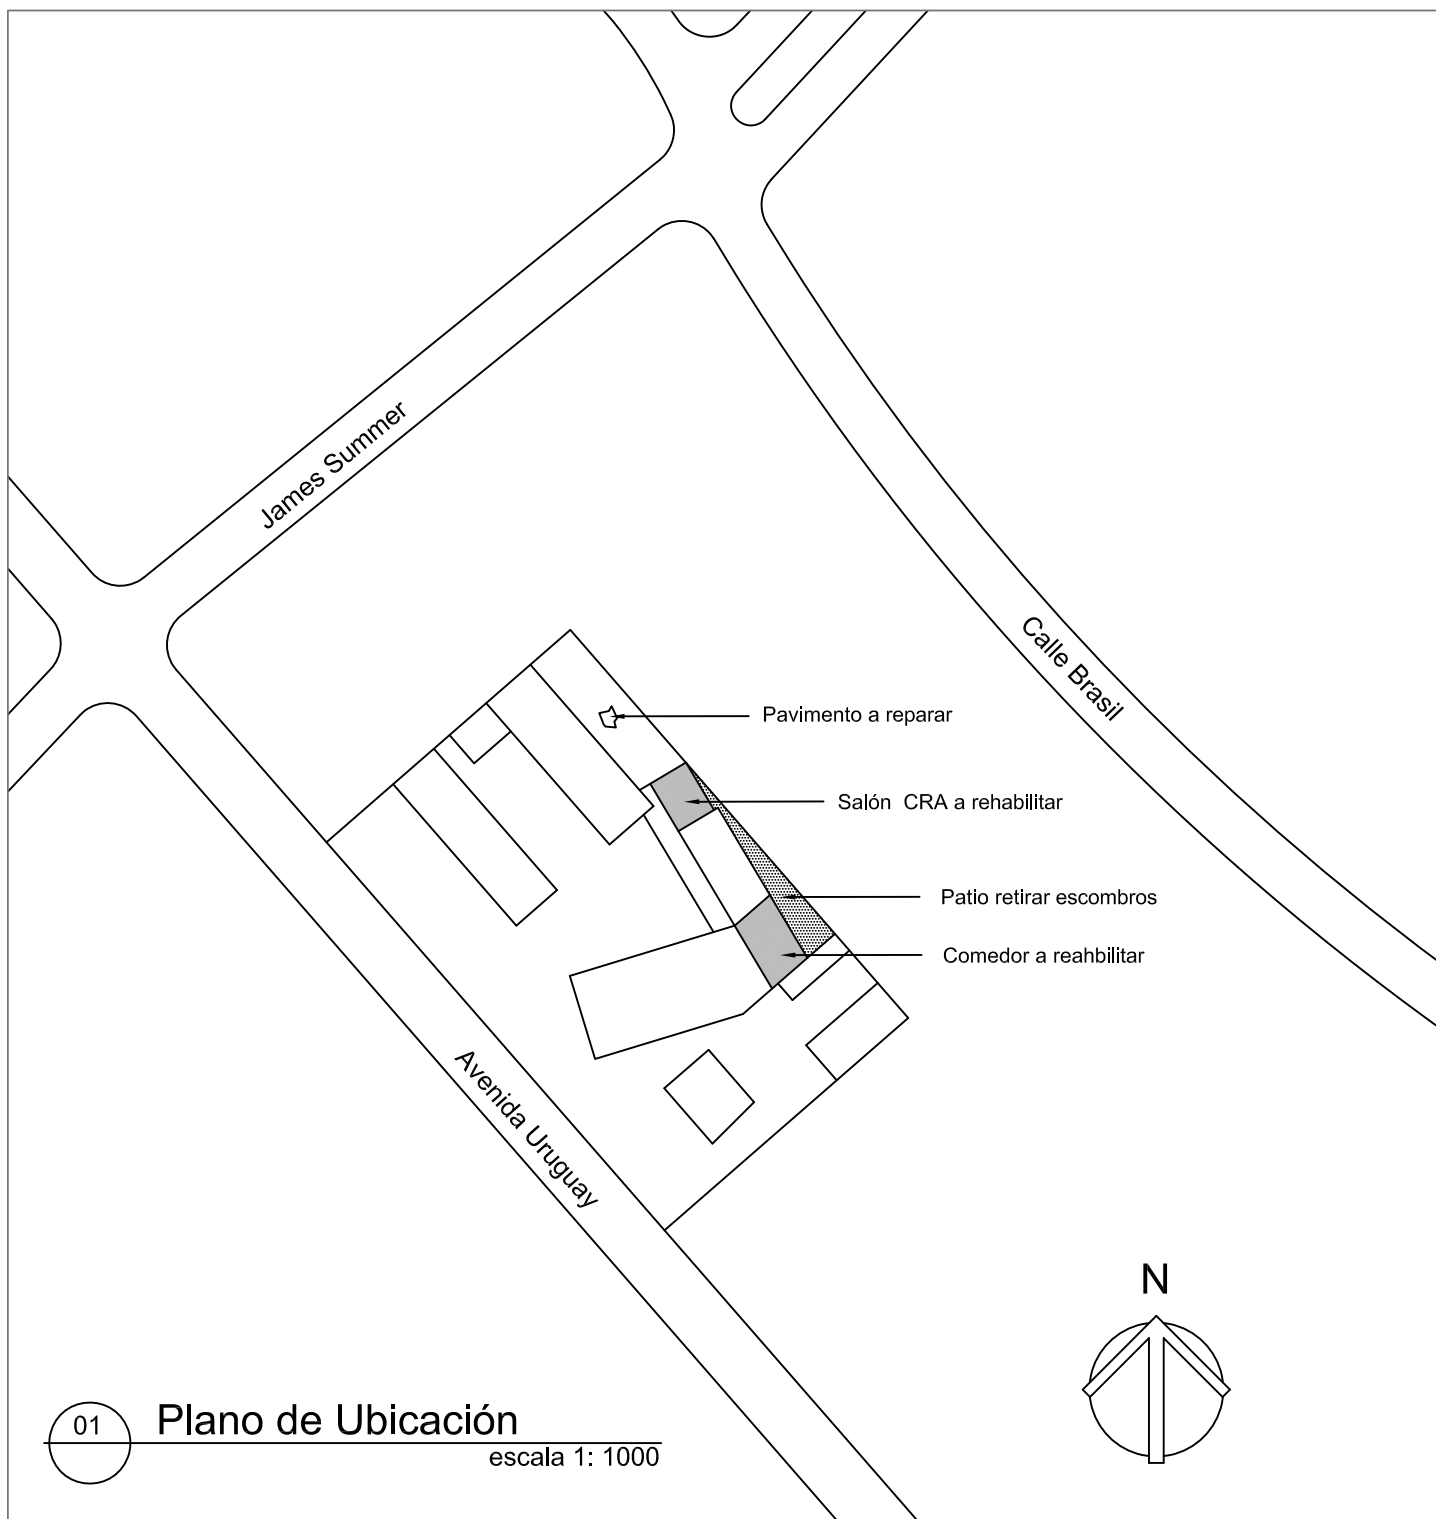 James Summer
Calle Brasil
Pavimento a reparar
Salón CRA a rehabilitar
Patio retirar escombros
Comedor a reahbilitar
Avenida Uruguay
N
01
Plano de Ubicación
escala 1: 1000